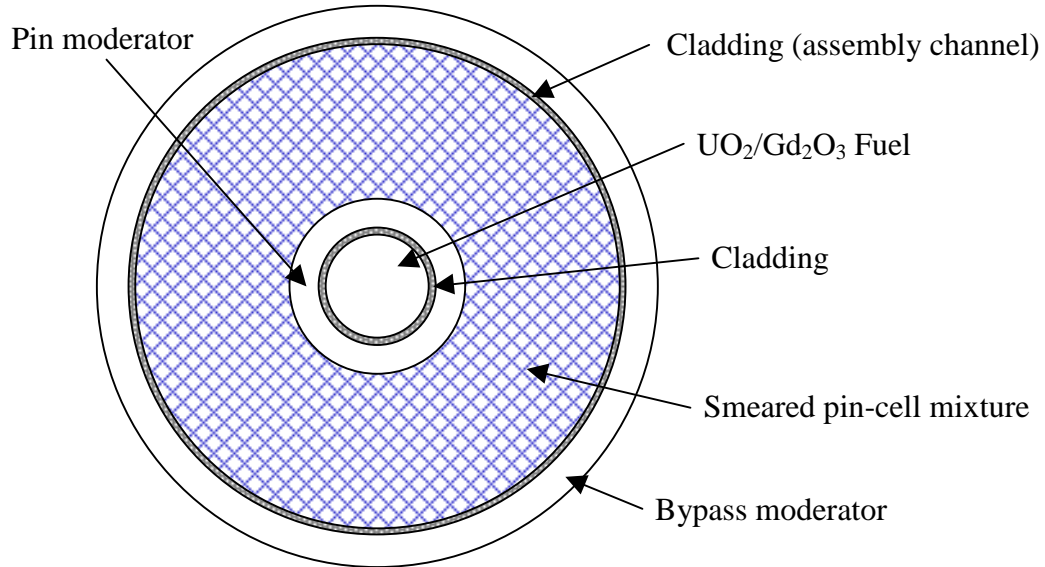 Pin moderator
Cladding (assembly channel)
UO₂/Gd₂O₃ Fuel
Cladding
Smeared pin-cell mixture
Bypass moderator